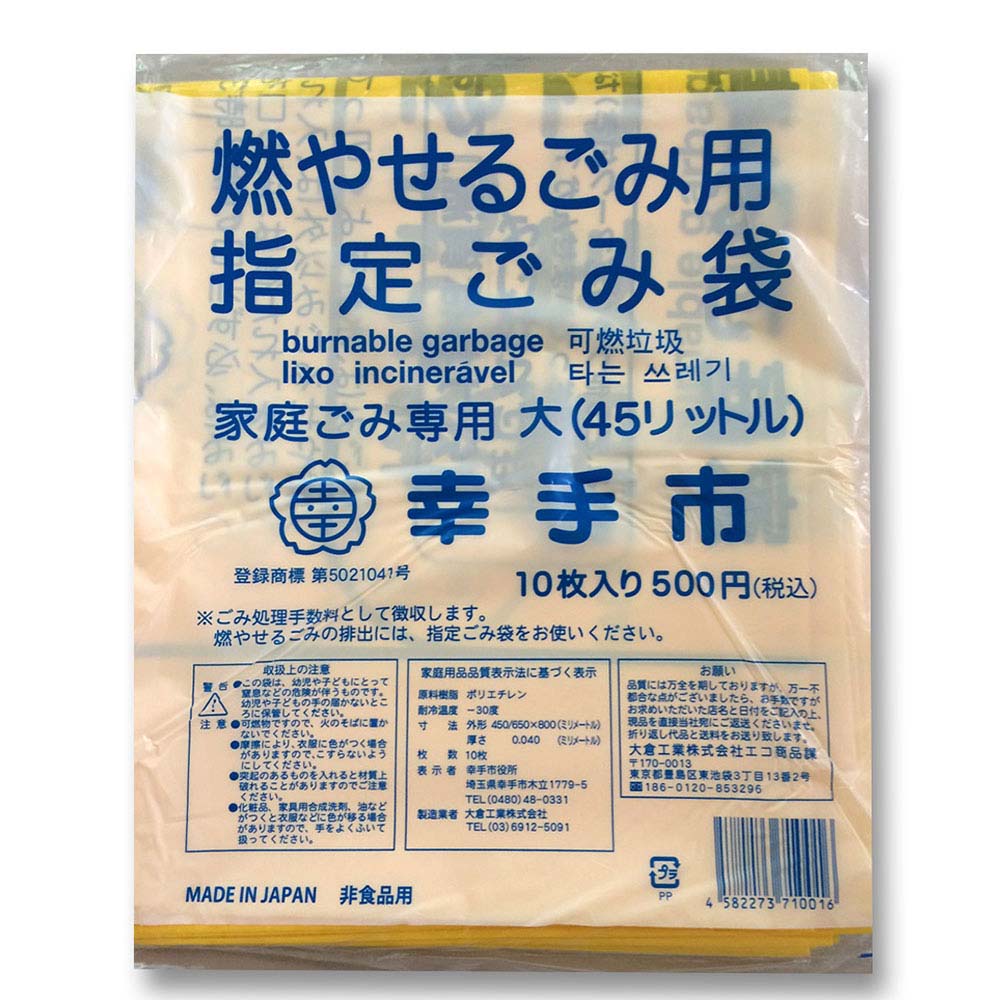 燃やせるごみ用
指定ごみ袋
burnable garbage 可燃垃圾
lixo incinerável 타는 쓰레기
家庭ごみ専用 大(45リットル)
幸
幸手市
登録商標 第5021041号
10枚入り 500円(税込)
※ごみ処理手数料として徴収します。
燃やせるごみの排出には、指定ごみ袋をお使いください。
取扱上の注意
警告
注意
●この袋は、幼児や子どもにとって
窒息などの危険が伴うものです。
幼児や子どもの手の届かないところ
に保管してください。
●可燃物ですので、火のそばに置か
ないでください。
●摩擦により、衣服に色がつく場合
がありますので、こすらないように
してください。
●突起のあるものを入れると材質上
破れることがありますのでご注意
ください。
●化粧品、家具用合成洗剤、油など
がつくと衣服などに色が移る場合
がありますので、手をよくふいて
扱ってください。
家庭用品品質表示法に基づく表示
原料樹脂 ポリエチレン
耐冷温度 -30度
寸法 外形 450/650×800(ミリメートル)
厚さ 0.040 (ミリメートル)
枚数 10枚
表示者 幸手市役所
埼玉県幸手市木立1779-5
TEL(0480)48-0331
製造業者 大倉工業株式会社
TEL(03)6912-5091
お願い
品質には万全を期しておりますが、万一不
都合な点がございましたら、お手数ですが
お求めいただいた店名と日付をご記入の上、
現品を直接当社宛にご返送くださいませ。
折り返し代品と送料をお送り致します。
大倉工業株式会社エコ商品課
〒170-0013
東京都豊島区東池袋3丁目13番2号
186-0120-853296
MADE IN JAPAN 非食品用
プラ
PP
4 582273 710016